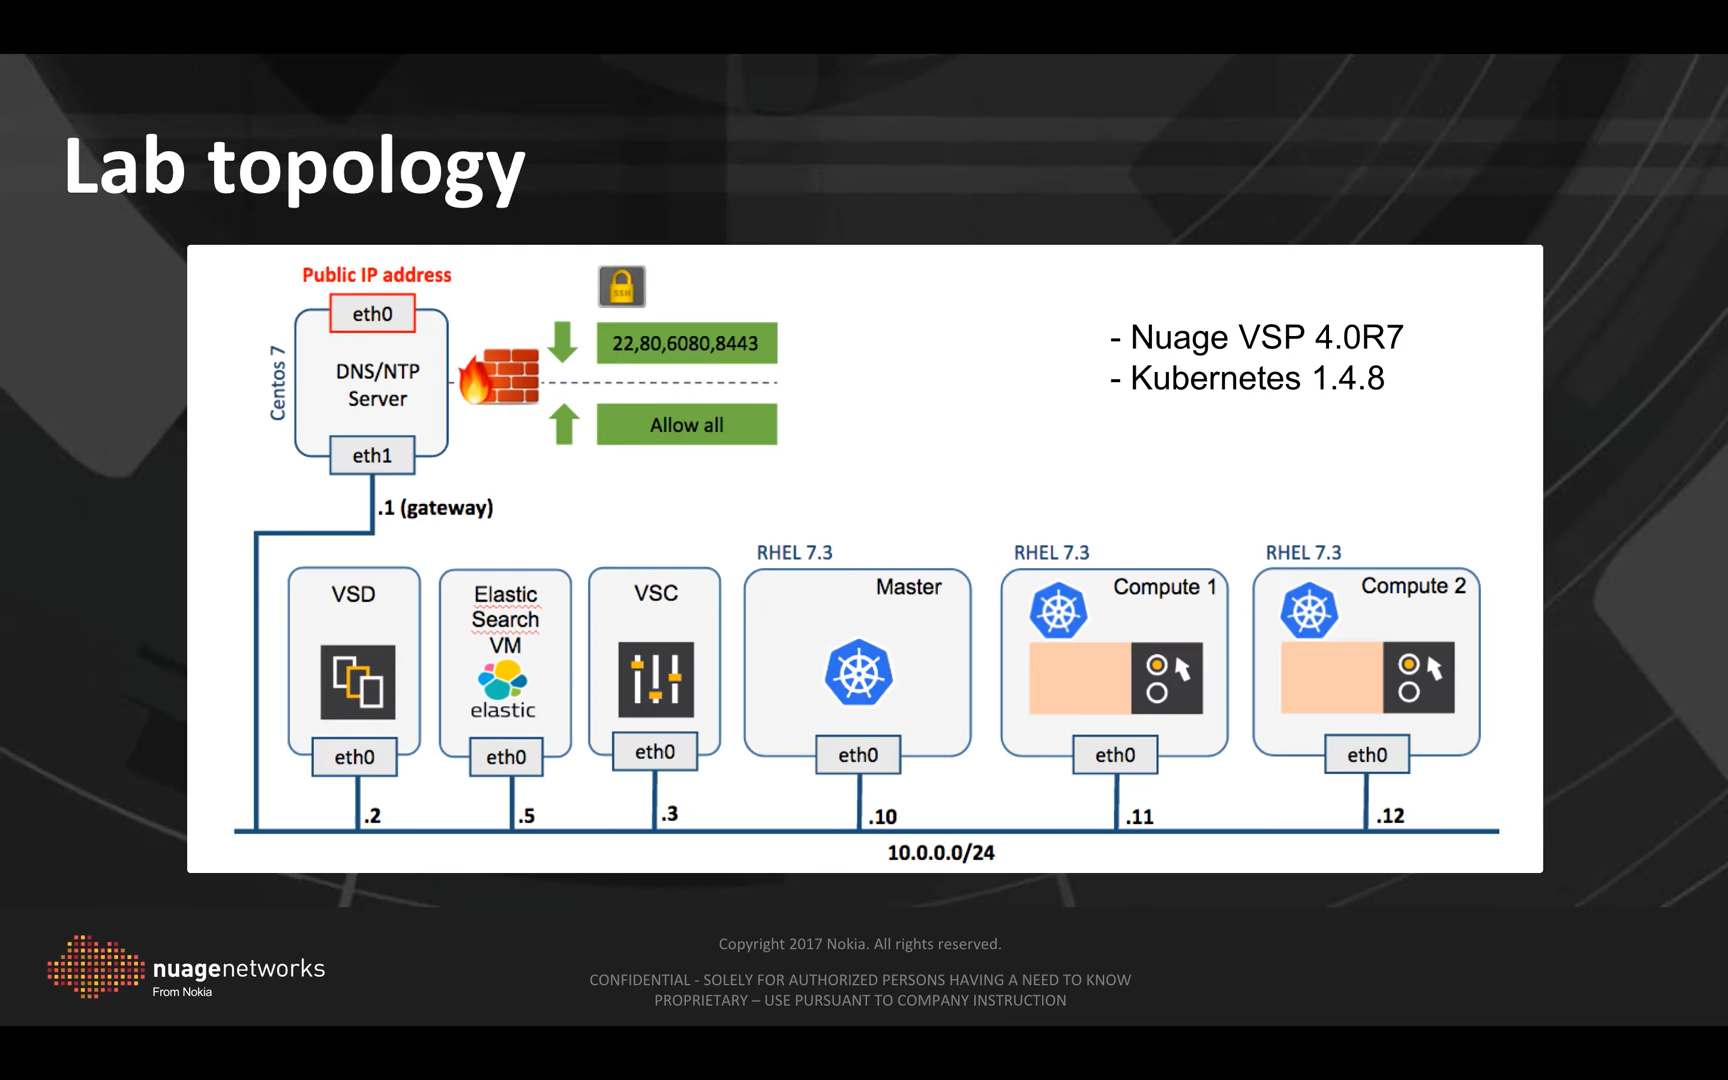 Lab topology
Public IP address
eth0
SSH
22,80,6080,8443
Centos 7
DNS/NTP
Server
Allow all
eth1
.1 (gateway)
- Nuage VSP 4.0R7
- Kubernetes 1.4.8
RHEL 7.3
RHEL 7.3
RHEL 7.3
VSD
Elastic
Search
VM
elastic
VSC
Master
Compute 1
Compute 2
eth0
eth0
eth0
eth0
eth0
eth0
.2
.5
.3
.10
.11
.12
10.0.0.0/24
nuagenetworks
From Nokia
Copyright 2017 Nokia. All rights reserved.
CONFIDENTIAL - SOLELY FOR AUTHORIZED PERSONS HAVING A NEED TO KNOW
PROPRIETARY – USE PURSUANT TO COMPANY INSTRUCTION